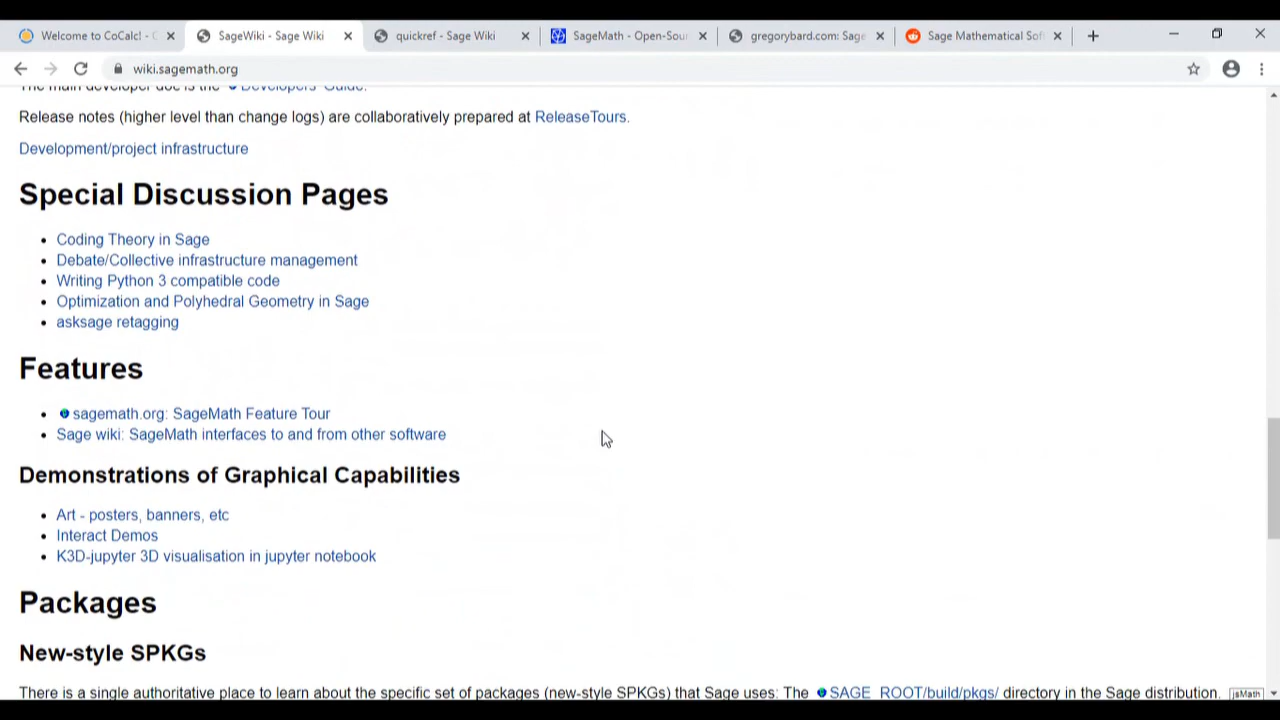 Welcome to CoCalc! -
SageWiki - Sage Wiki
quickref - Sage Wiki
SageMath - Open-Sour
gregorybard.com: Sage
Sage Mathematical Sof
wiki.sagemath.org
The main developer doc is the Developers' Guide.
Release notes (higher level than change logs) are collaboratively prepared at ReleaseTours.
Development/project infrastructure
Special Discussion Pages
Coding Theory in Sage
Debate/Collective infrastructure management
Writing Python 3 compatible code
Optimization and Polyhedral Geometry in Sage
asksage retagging
Features
sagemath.org: SageMath Feature Tour
Sage wiki: SageMath interfaces to and from other software
Demonstrations of Graphical Capabilities
Art - posters, banners, etc
Interact Demos
K3D-jupyter 3D visualisation in jupyter notebook
Packages
New-style SPKGs
There is a single authoritative place to learn about the specific set of packages (new-style SPKGs) that Sage uses: The SAGE_ROOT/build/pkgs/ directory in the Sage distribution.
jsMath